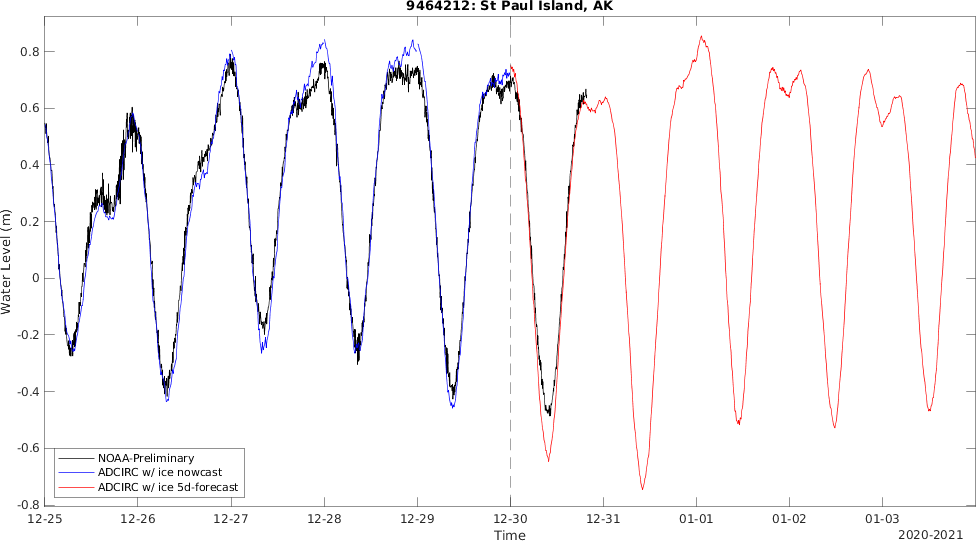 9464212: St Paul Island, AK
Water Level (m)
0.8
0.6
0.4
0.2
0
-0.2
-0.4
-0.6
-0.8
NOAA-Preliminary
ADCIRC w/ ice nowcast
ADCIRC w/ ice 5d-forecast
12-25 12-26 12-27 12-28 12-29 12-30 12-31 01-01 01-02 01-03
Time
2020-2021